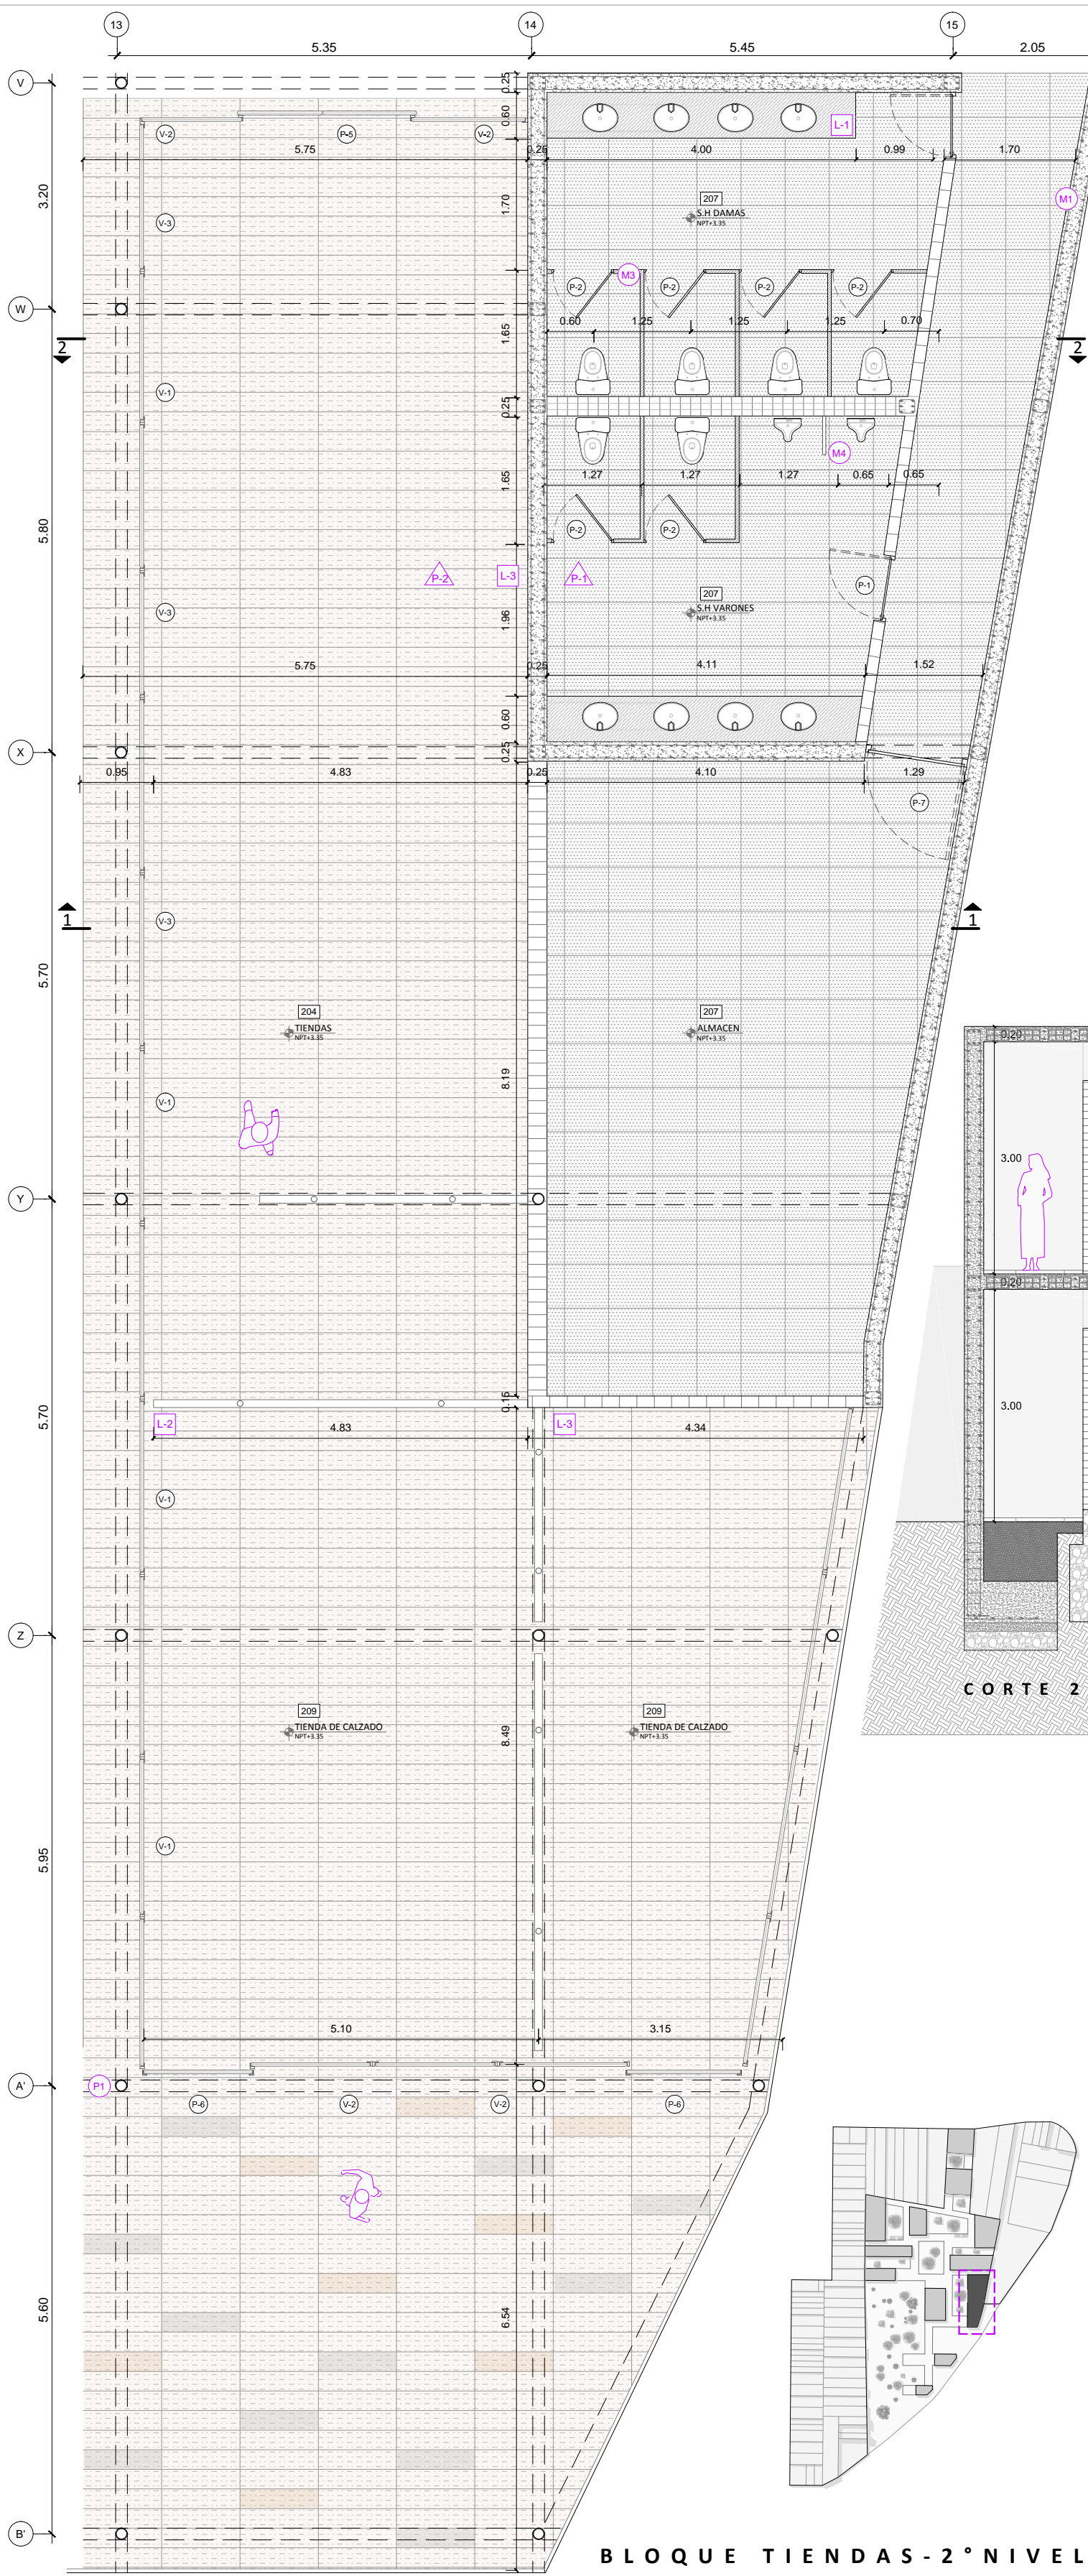 13
14
15
5.35
5.45
2.05
V
0.25
0.60
V-2
P-5
V-2
L-1
5.75
0.25
4.00
0.99
1.70
3.20
1.70
M1
207
S.H DAMAS
NPT+3.35
V-3
P-2
M3
P-2
P-2
P-2
W
0.60
1.25
1.25
1.25
0.70
1.65
2
2
V-1
0.25
M4
1.27
1.27
1.27
0.65
0.65
1.65
5.80
P-2
P-2
P-2
L-3
P-1
P-1
207
S.H VARONES
NPT+3.35
V-3
1.96
5.75
0.25
4.11
1.52
0.60
X
0.25
0.95
4.83
0.25
4.10
1.29
P-7
1
1
V-3
5.70
204
TIENDAS
NPT+3.35
207
ALMACEN
NPT+3.35
0.20
8.19
V-1
3.00
Y
0.20
0.15
5.70
L-2
4.83
L-3
4.34
3.00
V-1
Z
CORTE 2
209
TIENDA DE CALZADO
NPT+3.35
209
TIENDA DE CALZADO
NPT+3.35
8.49
V-1
5.95
5.10
3.15
A'
P1
P-6
V-2
V-2
P-6
5.60
6.54
B'
BLOQUE TIENDAS-2°NIVEL